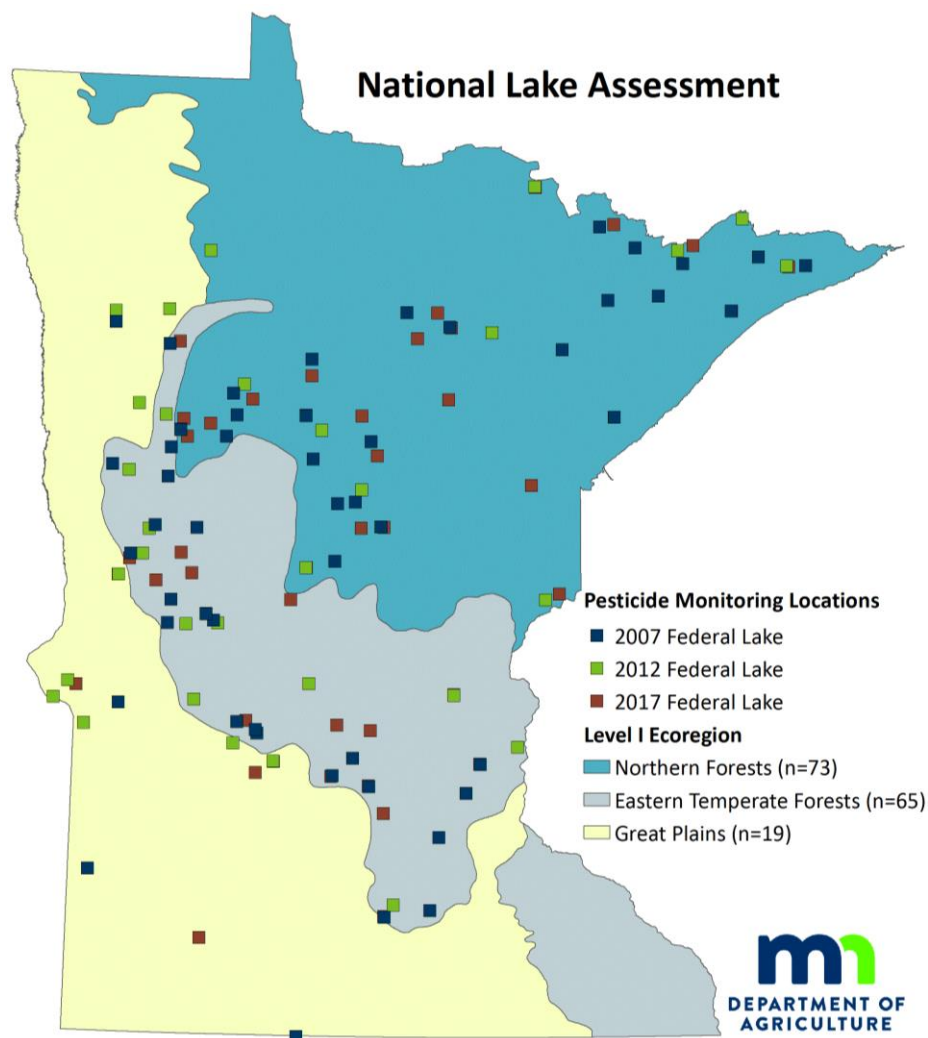 National Lake Assessment
Pesticide Monitoring Locations
2007 Federal Lake
2012 Federal Lake
2017 Federal Lake
Level I Ecoregion
Northern Forests (n=73)
Eastern Temperate Forests (n=65)
Great Plains (n=19)
mn
DEPARTMENT OF
AGRICULTURE